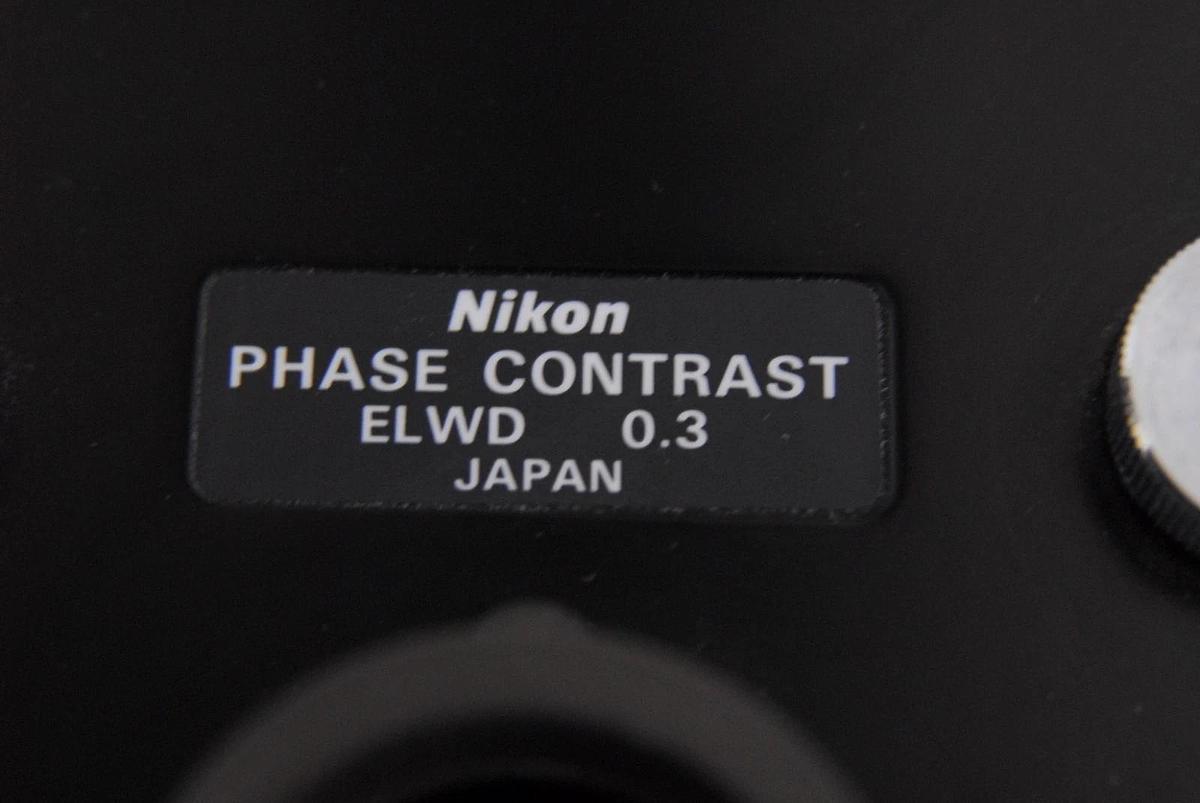 Nikon
PHASE CONTRAST
ELWD 0.3
JAPAN